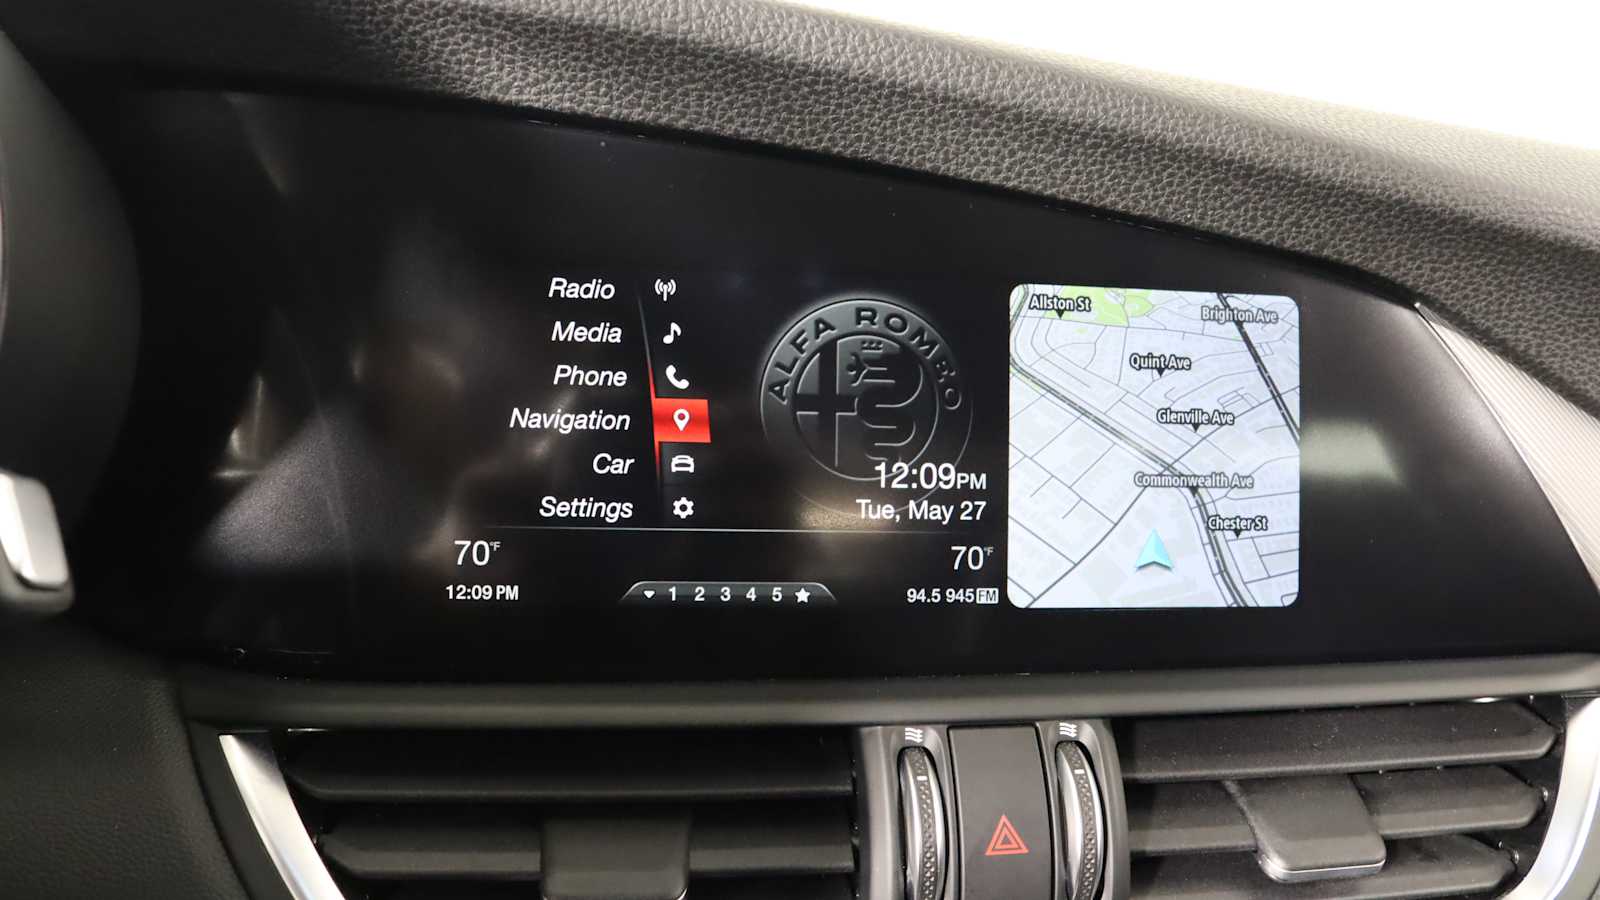 Radio
Media
Phone
Navigation
Car
Settings
ALFA ROMEO
12:09PM
Tue, May 27
70°F
70°F
12:09 PM
1 2 3 4 5
94.5 945 FM
Allston St
Brighton Ave
Quint Ave
Glenville Ave
Commonwealth Ave
Chester St